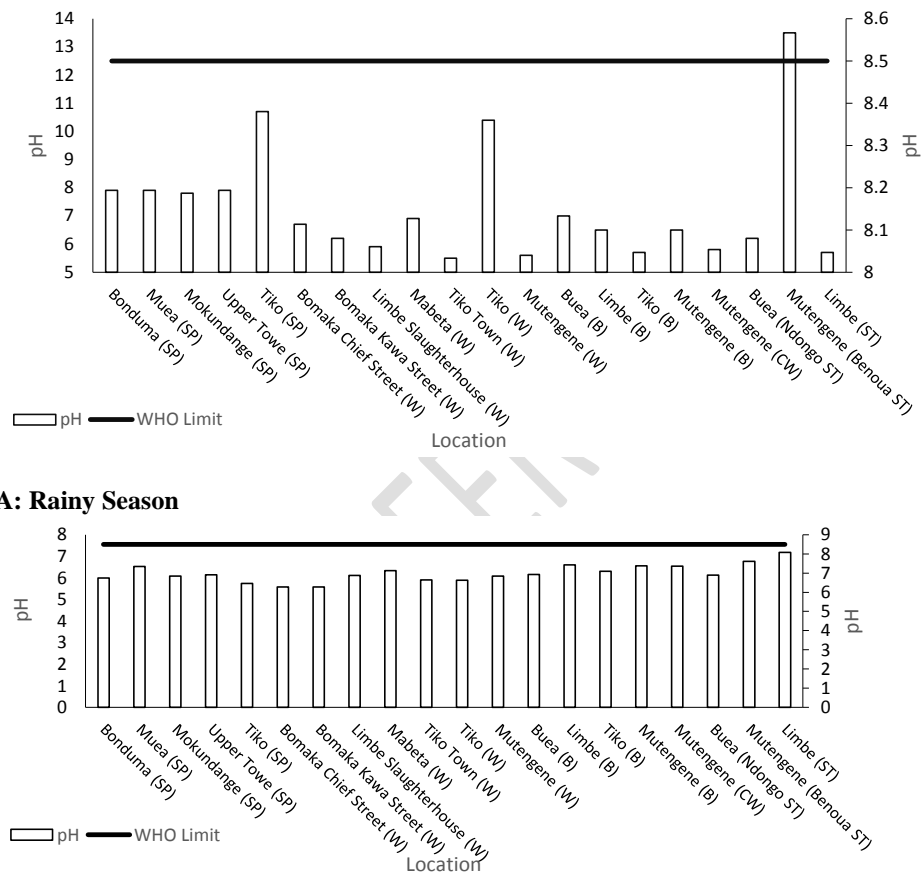 14
13
12
11
10
9
8
7
6
5
pH
8.6
8.5
8.4
8.3
8.2
8.1
8
pH
Bonduma (SP)
Muea (SP)
Mokundange (SP)
Upper Towe (SP)
Tiko (SP)
Bomaka Chief Street (W)
Bomaka Kawa Street (W)
Limbe Slaughterhouse (W)
Mabeta (W)
Tiko Town (W)
Tiko (W)
Mutengene (W)
Buea (B)
Limbe (B)
Tiko (B)
Mutengene (B)
Mutengene (CW)
Buea (Ndongo ST)
Mutengene (Benoua ST)
Limbe (ST)
pH WHO Limit
Location
A: Rainy Season
8
7
6
5
4
3
2
1
0
pH
9
8
7
6
5
4
3
2
1
0
pH
Bonduma (SP)
Muea (SP)
Mokundange (SP)
Upper Towe (SP)
Tiko (SP)
Bomaka Chief Street (W)
Bomaka Kawa Street (W)
Limbe Slaughterhouse (W)
Mabeta (W)
Tiko Town (W)
Tiko (W)
Mutengene (W)
Buea (B)
Limbe (B)
Tiko (B)
Mutengene (B)
Mutengene (CW)
Buea (Ndongo ST)
Mutengene (Benoua ST)
Limbe (ST)
pH WHO Limit
Location